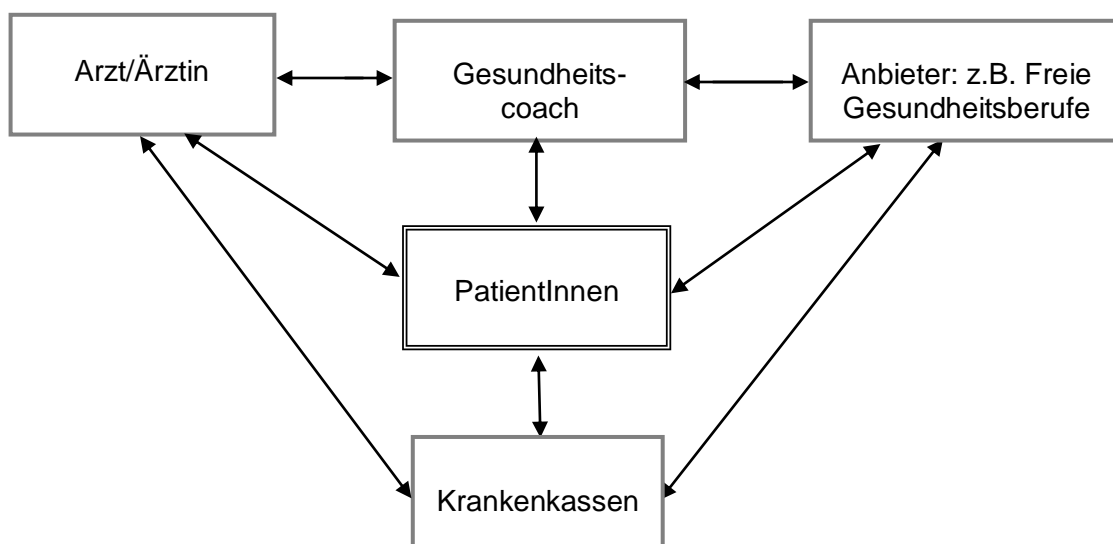 Arzt/Ärztin
Gesundheits-
coach
Anbieter: z.B. Freie
Gesundheitsberufe
PatientInnen
Krankenkassen